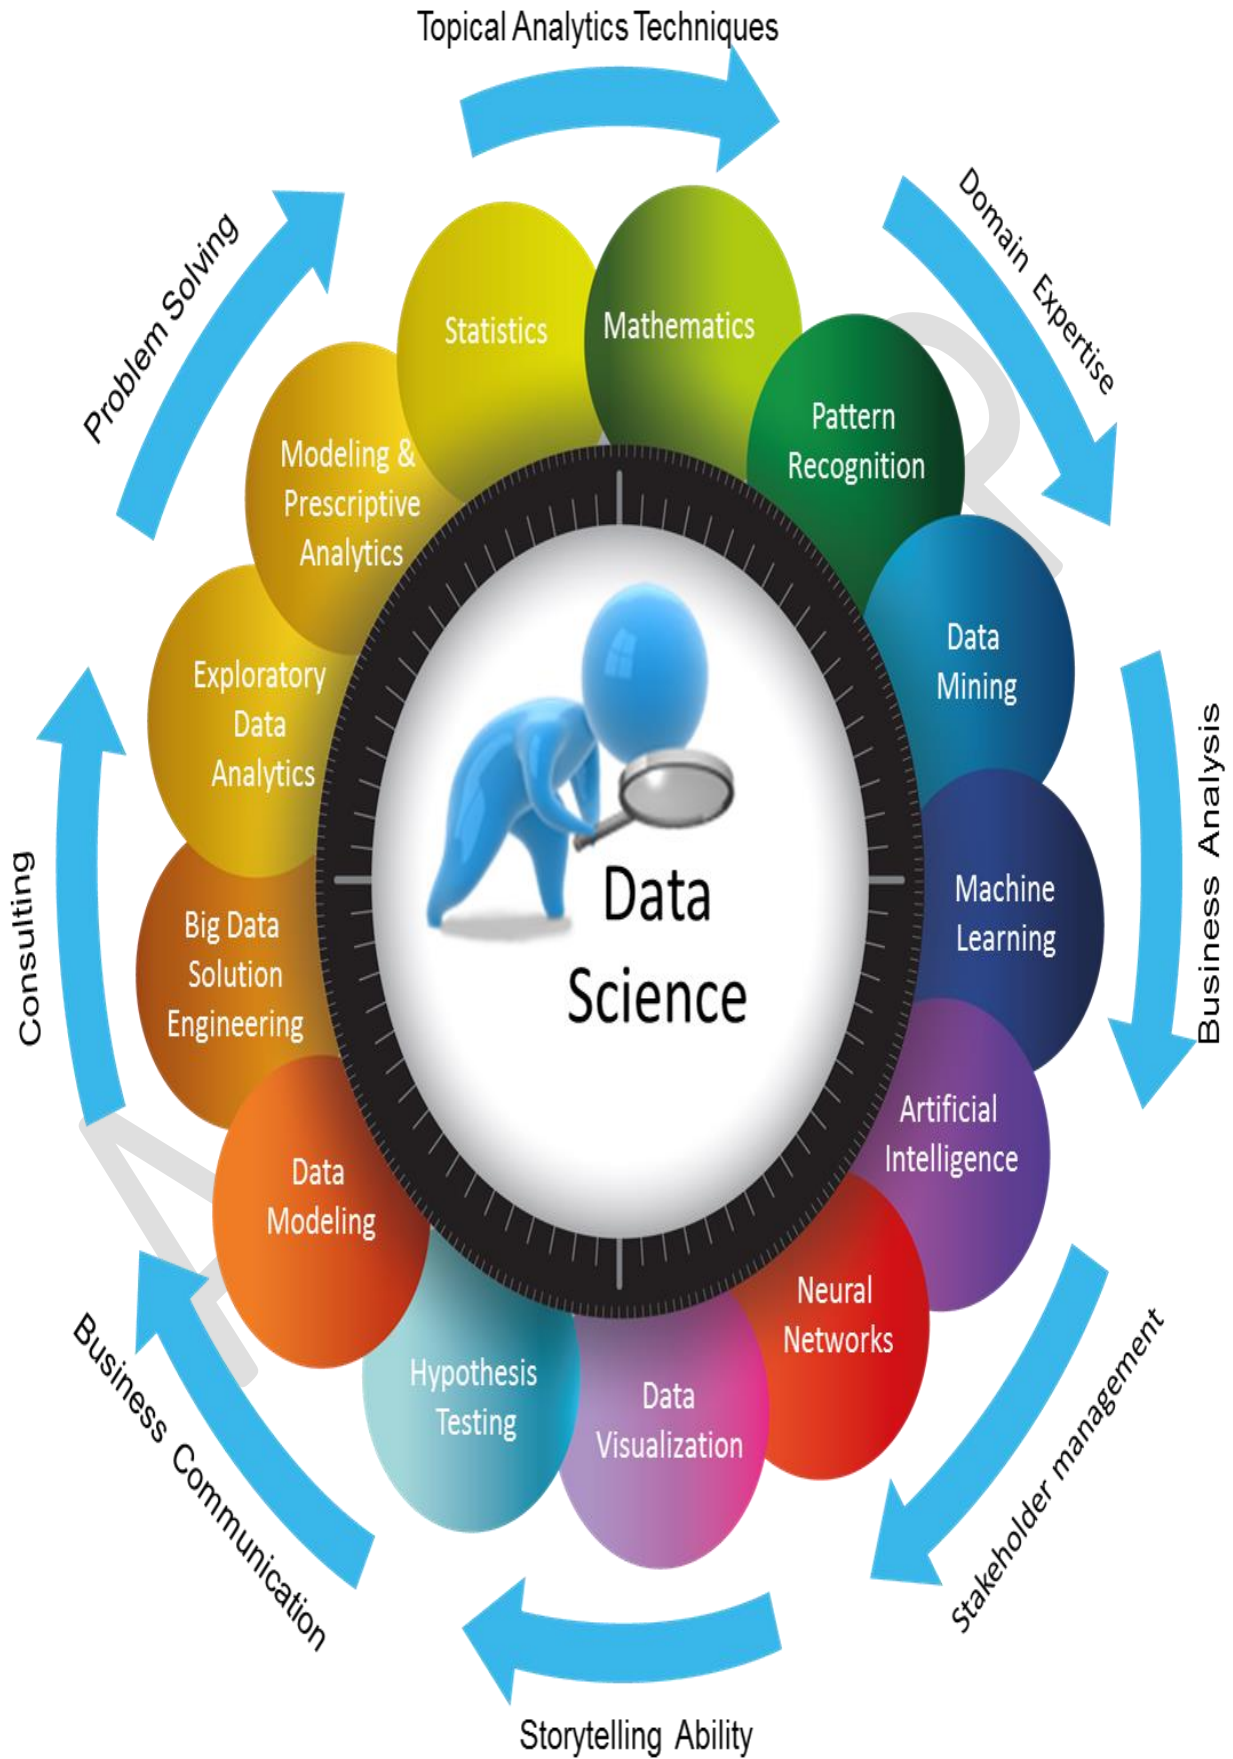 Topical Analytics Techniques
Domain Expertise
Business Analysis
Stakeholder management
Storytelling Ability
Business Communication
Consulting
Problem Solving
Statistics
Mathematics
Pattern
Recognition
Data
Mining
Machine
Learning
Artificial
Intelligence
Neural
Networks
Data
Visualization
Hypothesis
Testing
Data
Modeling
Big Data
Solution
Engineering
Exploratory
Data
Analytics
Modeling &
Prescriptive
Analytics
Data
Science